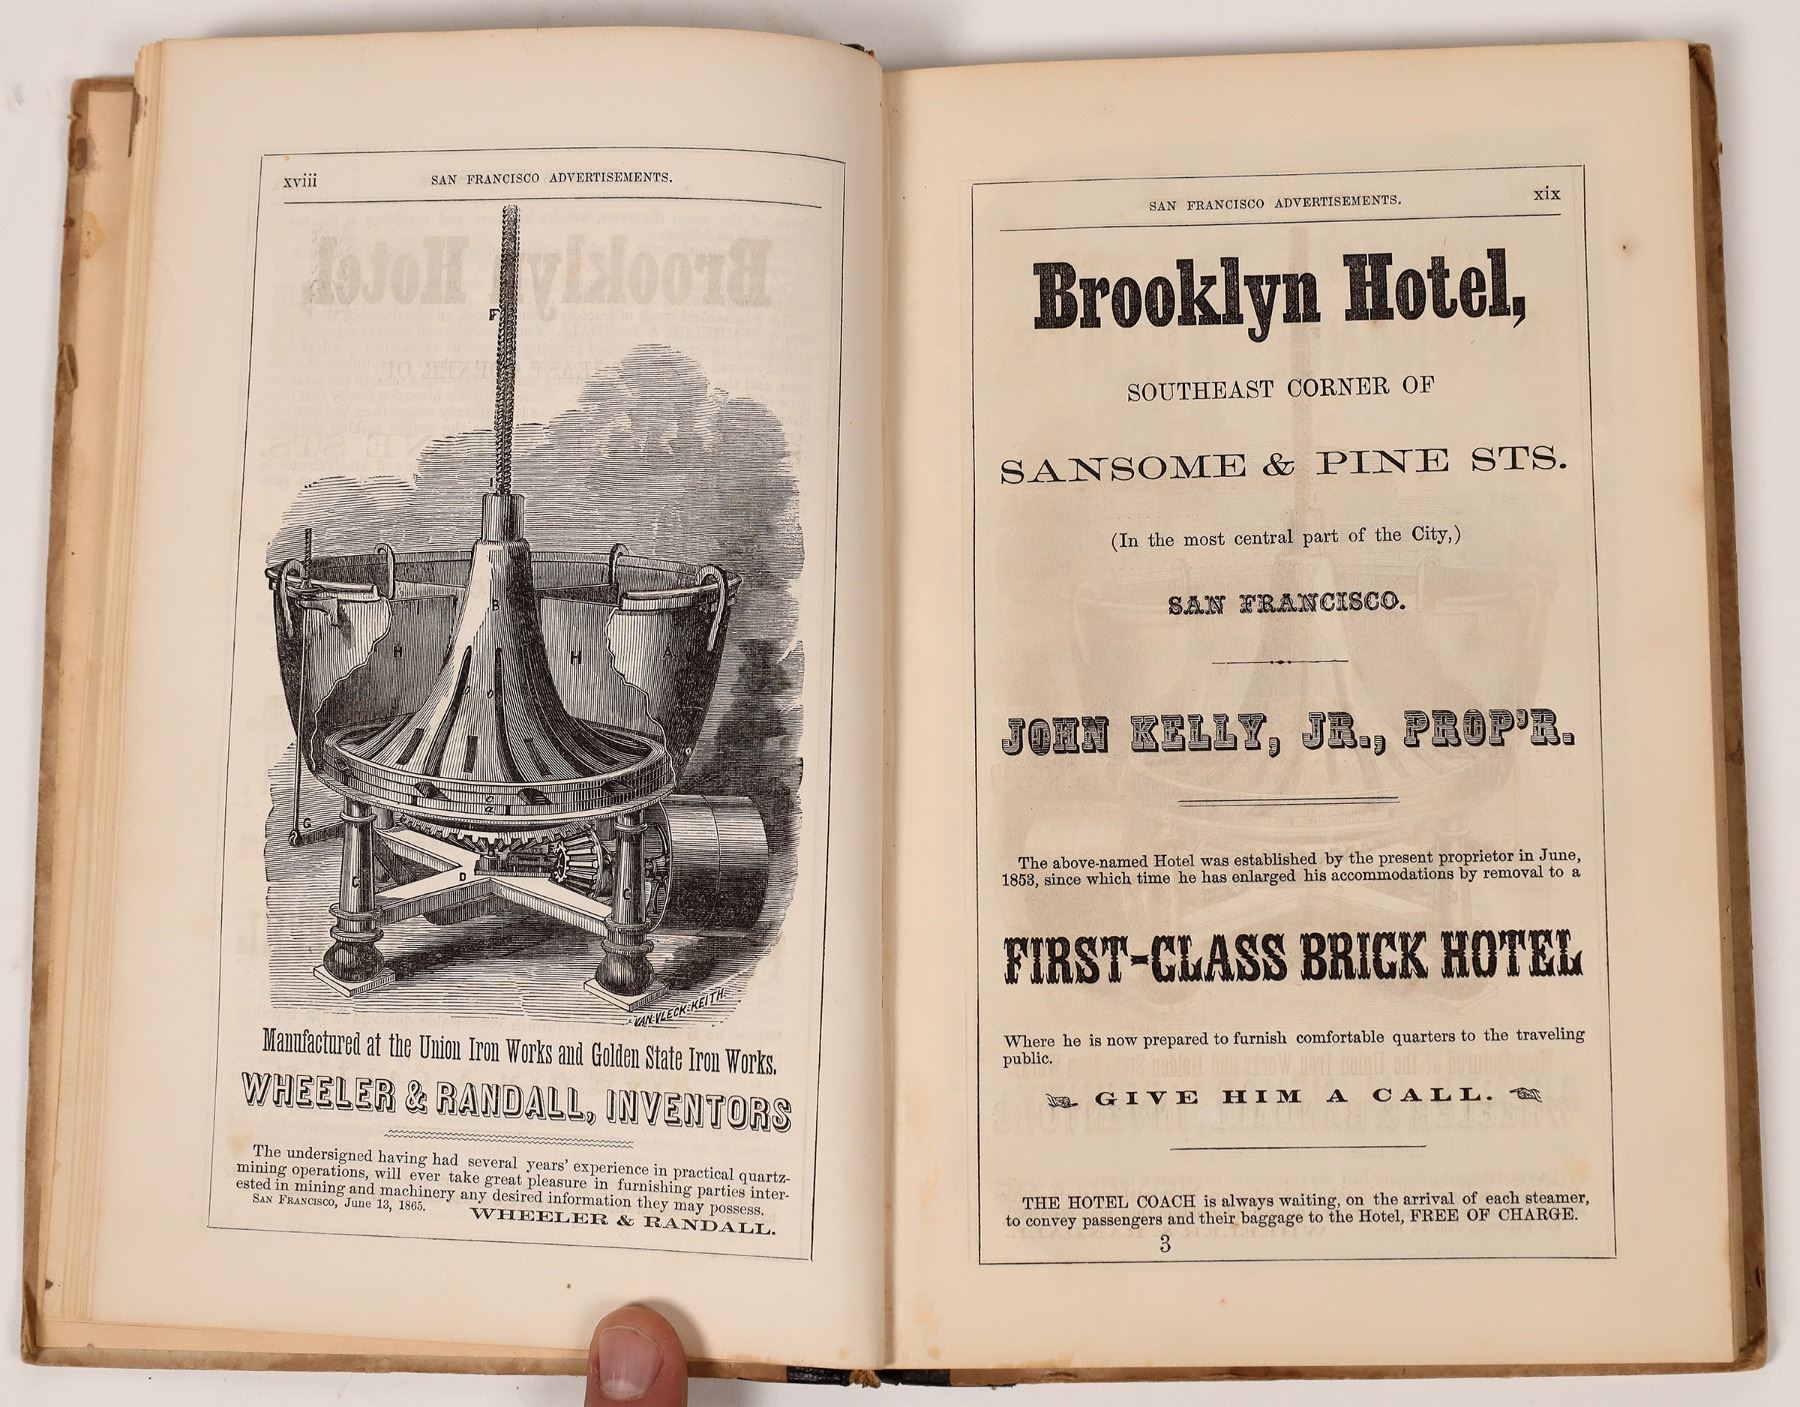 xviii
SAN FRANCISCO ADVERTISEMENTS.
F
I
B
H
H
A
G
D
C
C
VAN-VLECK-KEITH
Manufactured at the Union Iron Works and Golden State Iron Works.
WHEELER & RANDALL, INVENTORS
The undersigned having had several years' experience in practical quartz-
mining operations, will ever take great pleasure in furnishing parties inter-
ested in mining and machinery any desired information they may possess.
SAN FRANCISCO, June 13, 1865.
WHEELER & RANDALL.
SAN FRANCISCO ADVERTISEMENTS.
xix
Brooklyn Hotel,
SOUTHEAST CORNER OF
SANSOME & PINE STS.
(In the most central part of the City,)
SAN FRANCISCO.
JOHN KELLY, JR., PROP'R.
The above-named Hotel was established by the present proprietor in June,
1853, since which time he has enlarged his accommodations by removal to a
FIRST-CLASS BRICK HOTEL
Where he is now prepared to furnish comfortable quarters to the traveling
public.
GIVE HIM A CALL.
THE HOTEL COACH is always waiting, on the arrival of each steamer,
to convey passengers and their baggage to the Hotel, FREE OF CHARGE.
3